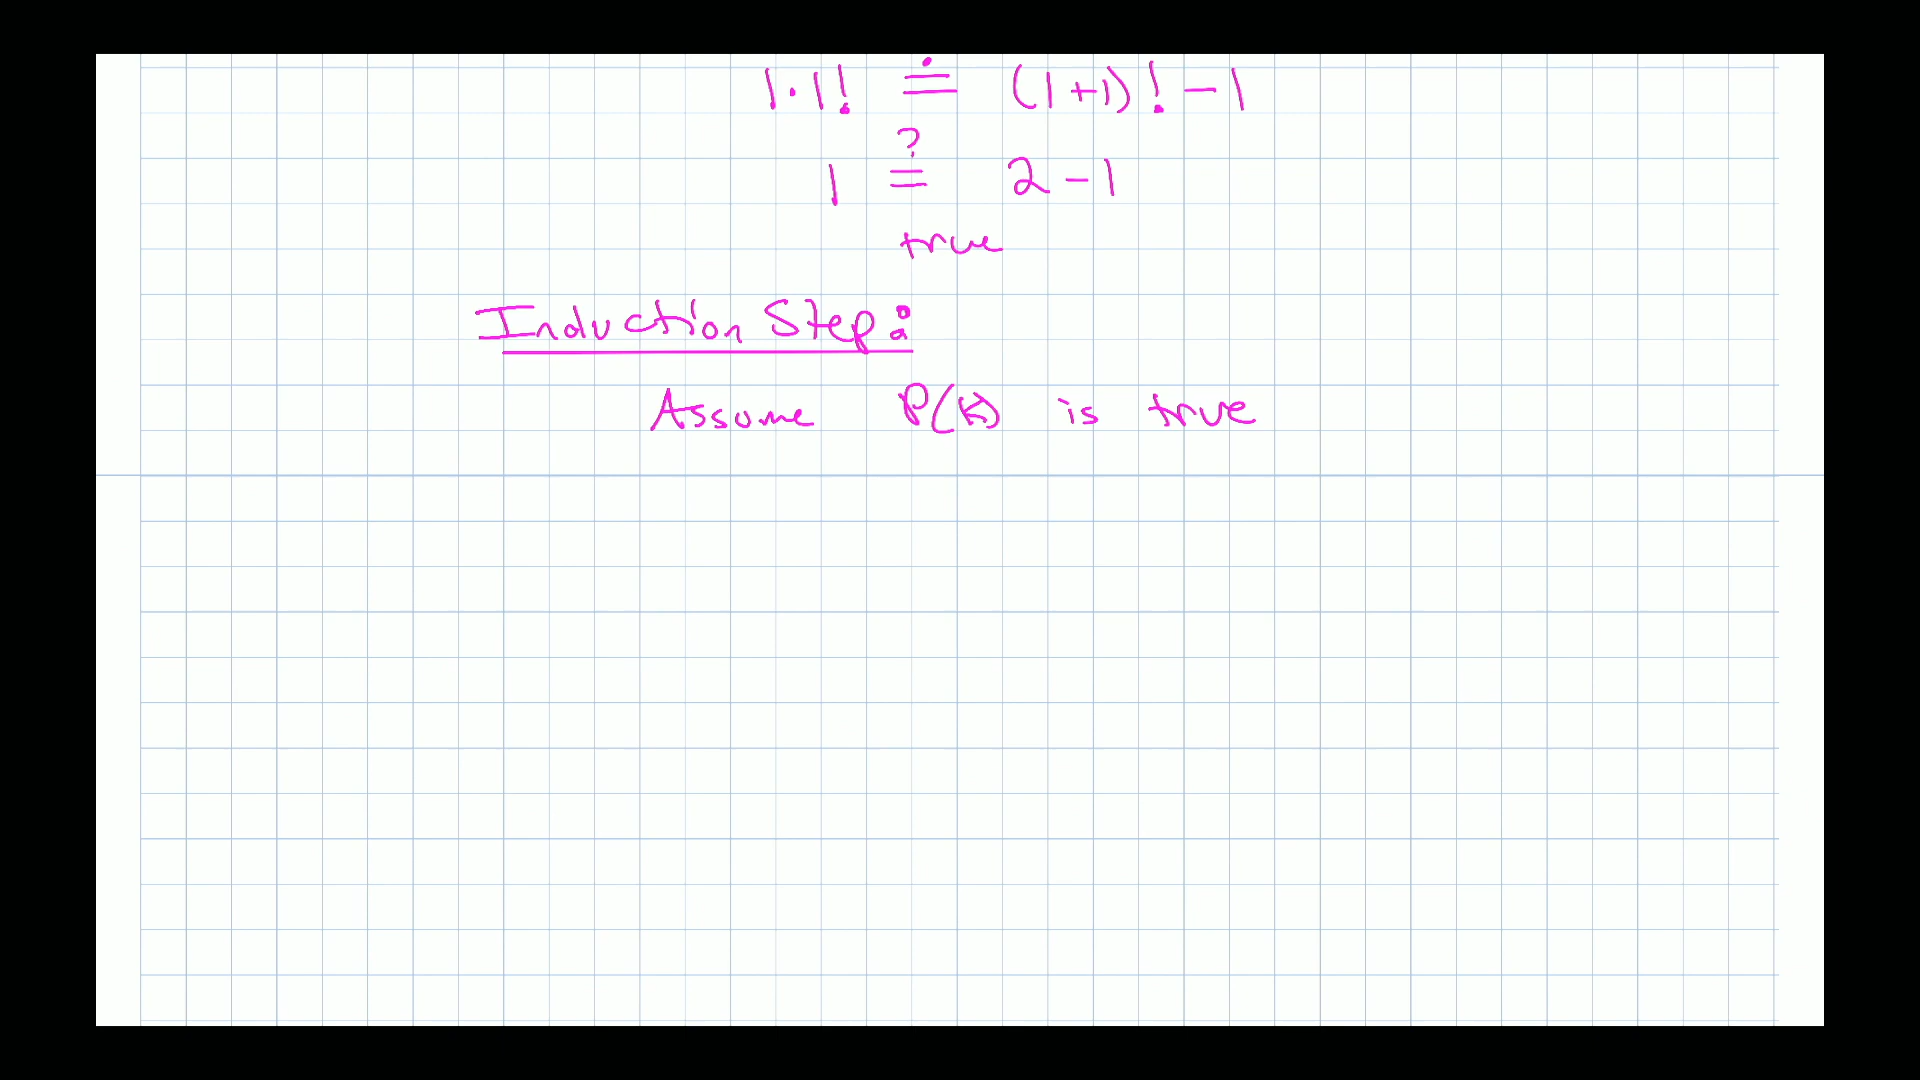 1·1! ≟ (1+1)! - 1
1 ≟ 2 - 1
true
Induction Step:
Assume P(k) is true